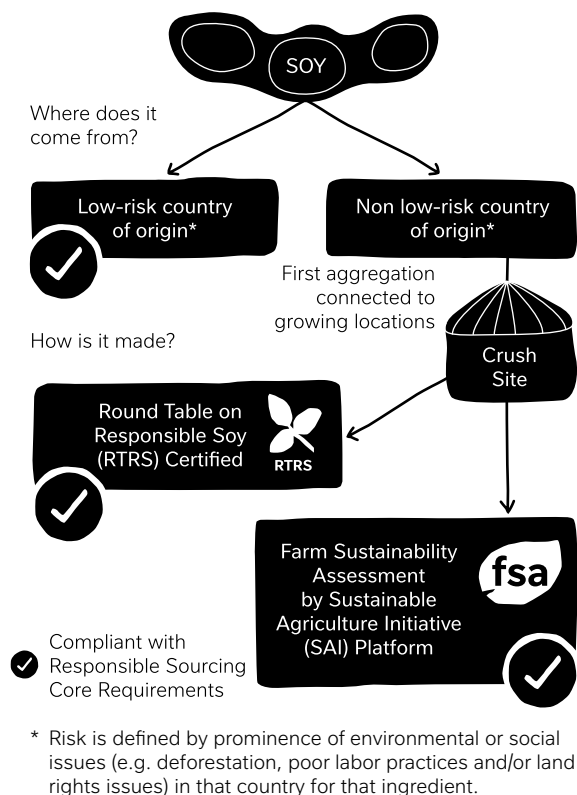 SOY
Where does it
come from?
Low-risk country
of origin*
Non low-risk country
of origin*
First aggregation
connected to
growing locations
Crush
Site
How is it made?
Round Table on
Responsible Soy
(RTRS) Certified
RTRS
Farm Sustainability
Assessment
by Sustainable
Agriculture Initiative
(SAI) Platform
fsa
Compliant with
Responsible Sourcing
Core Requirements
* Risk is defined by prominence of environmental or social
issues (e.g. deforestation, poor labor practices and/or land
rights issues) in that country for that ingredient.